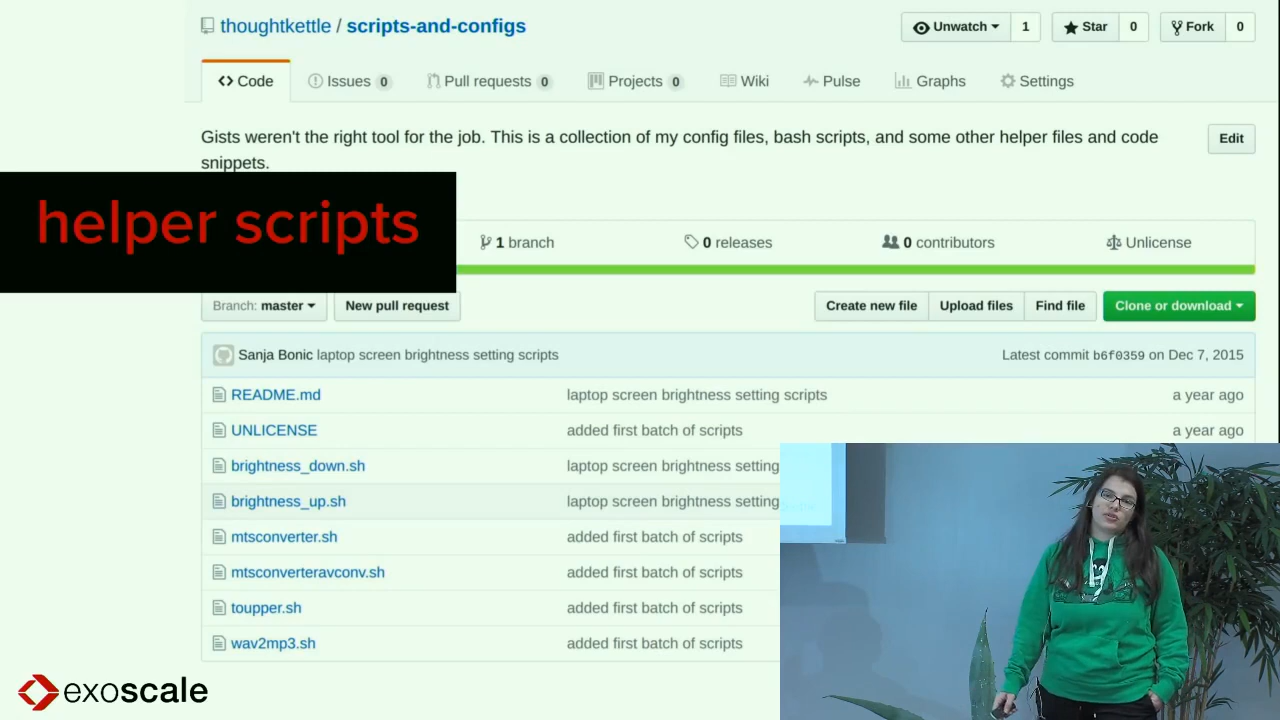 thoughtkettle / scripts-and-configs
Unwatch 1 Star 0 Fork 0
Code Issues 0 Pull requests 0 Projects 0 Wiki Pulse Graphs Settings
Gists weren't the right tool for the job. This is a collection of my config files, bash scripts, and some other helper files and code
snippets.
Edit
helper scripts
1 branch 0 releases 0 contributors Unlicense
Branch: master New pull request Create new file Upload files Find file Clone or download
Sanja Bonic laptop screen brightness setting scripts Latest commit b6f0359 on Dec 7, 2015
README.md laptop screen brightness setting scripts a year ago
UNLICENSE added first batch of scripts a year ago
brightness_down.sh laptop screen brightness setting
brightness_up.sh laptop screen brightness setting
mtsconverter.sh added first batch of scripts
mtsconverteravconv.sh added first batch of scripts
toupper.sh added first batch of scripts
wav2mp3.sh added first batch of scripts
exoscale